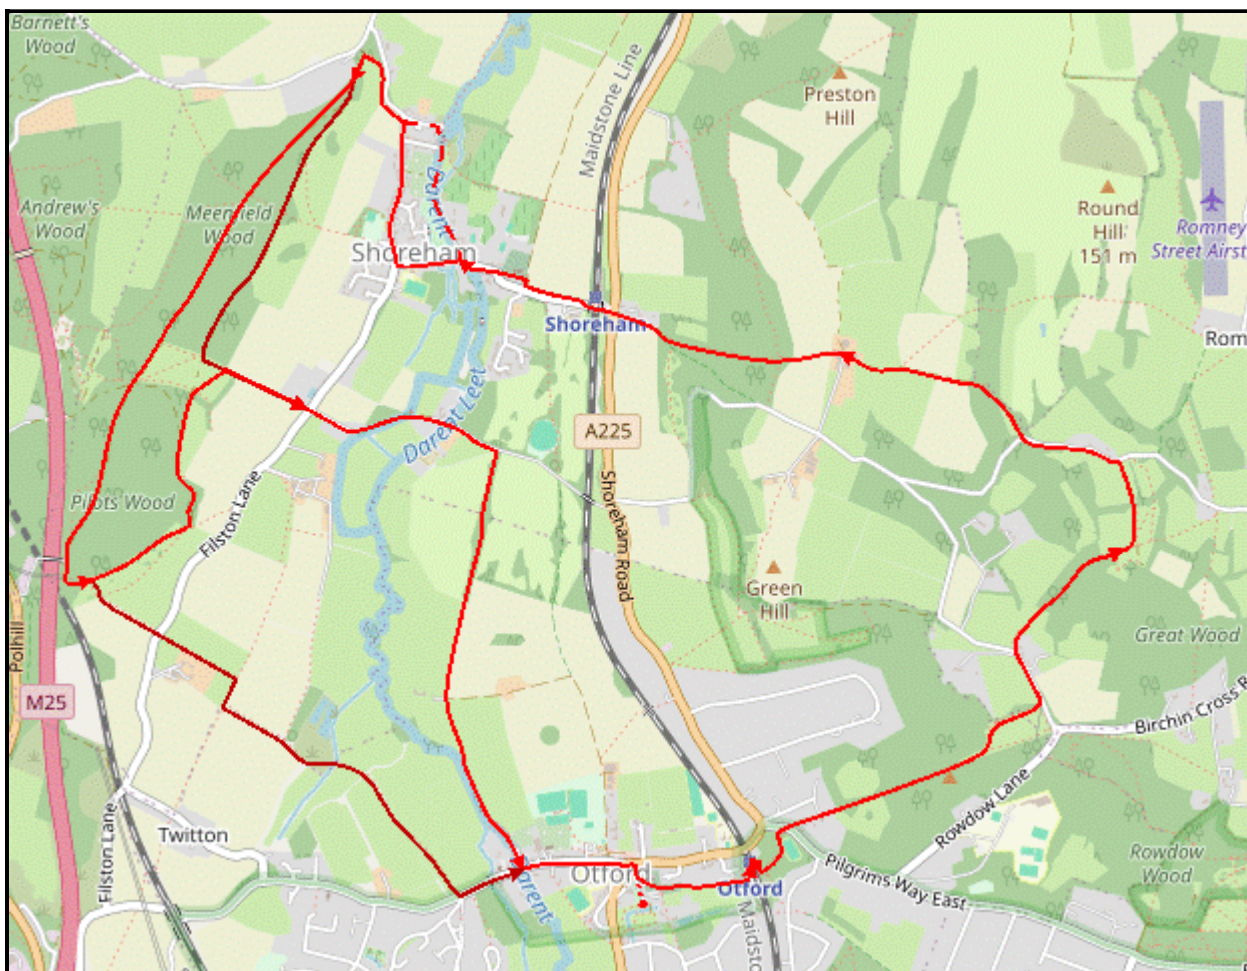 Barnett's
Wood
Maidstone Line
Preston
Hill
Andrew's
Wood
Meenfield
Wood
Darent
Round
Hill
151 m
Romney
Street Airst
Shoreham
Shoreham
Rom
Darent Leet
A225
Pilots Wood
Filston Lane
Shoreham Road
Green
Hill
Great Wood
Polhill
M25
Birchin Cross R
Filston Lane
Twitton
Rowdow Lane
Rowdow
Wood
Otford
Otford
Pilgrims Way East
Darent
Maidsto